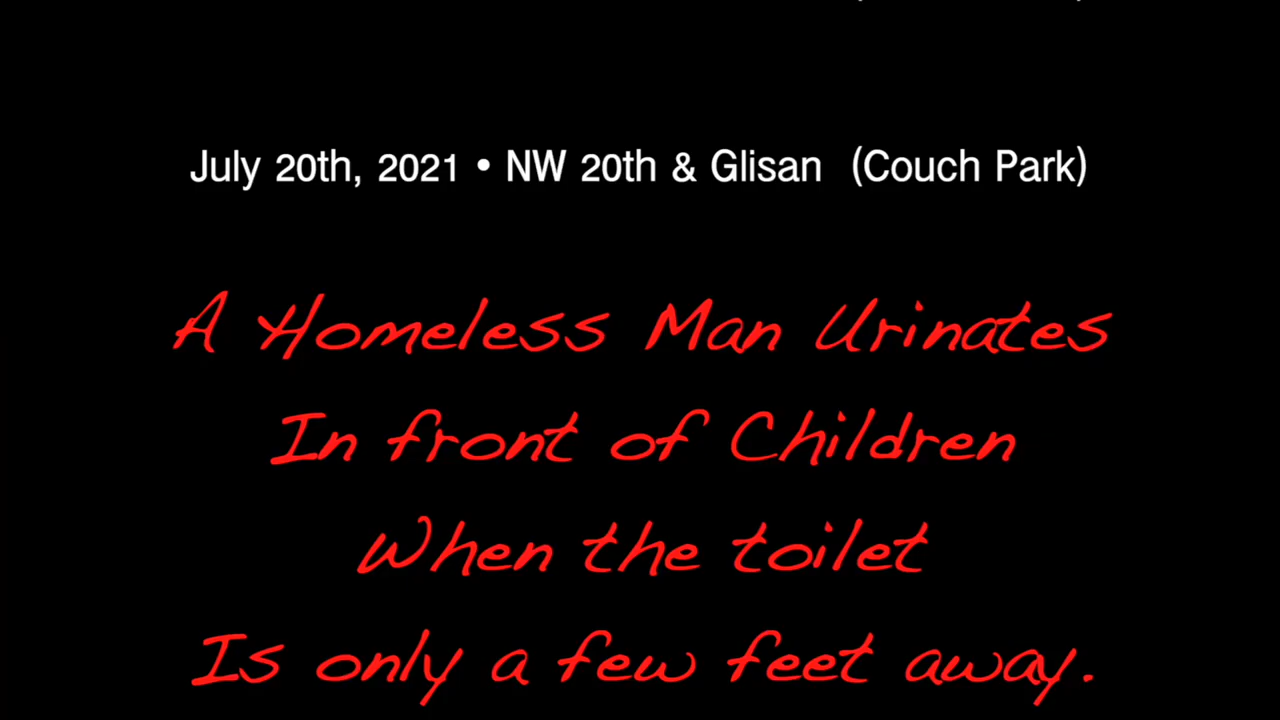 July 20th, 2021 • NW 20th & Glisan (Couch Park)
A Homeless Man Urinates
In front of Children
When the toilet
Is only a few feet away.